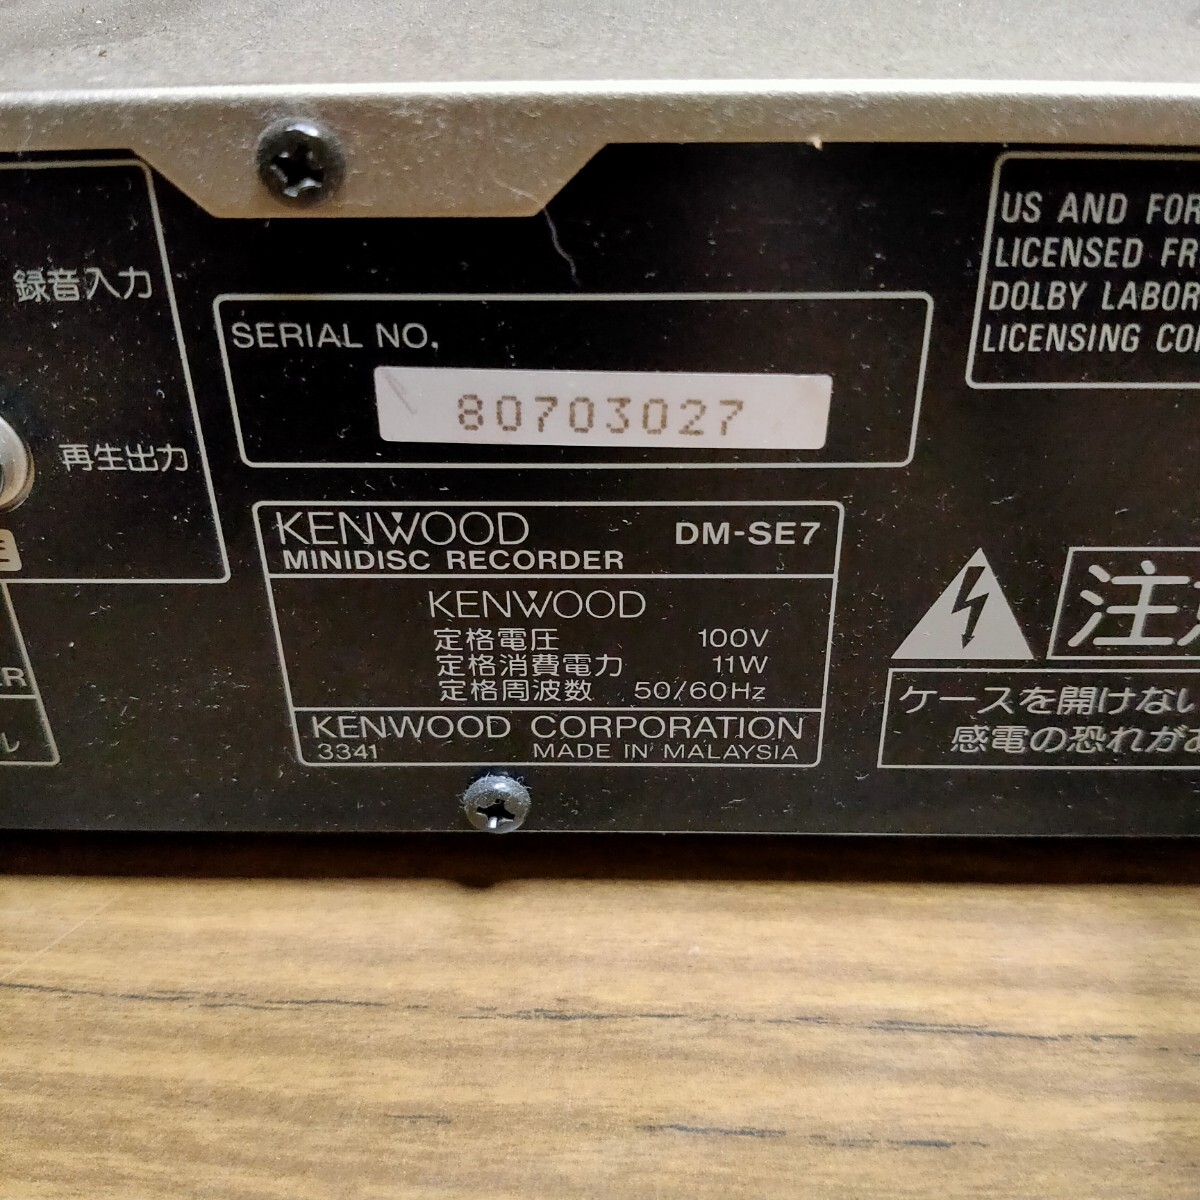 録音入力
再生出力
SERIAL NO.
80703027
KENWOOD DM-SE7
MINIDISC RECORDER
KENWOOD
定格電圧 100V
定格消費電力 11W
定格周波数 50/60Hz
KENWOOD CORPORATION
3341 MADE IN MALAYSIA
US AND FOR
LICENSED FR
DOLBY LABOR
LICENSING
注
ケースを開けない
感電の恐れが